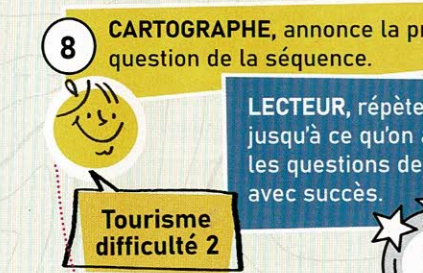 8
CARTOGRAPHE, annonce la
question de la séquence.
LECTEUR, répète
jusqu'à ce qu'on
les questions de
avec succès.
Tourisme
difficulté 2